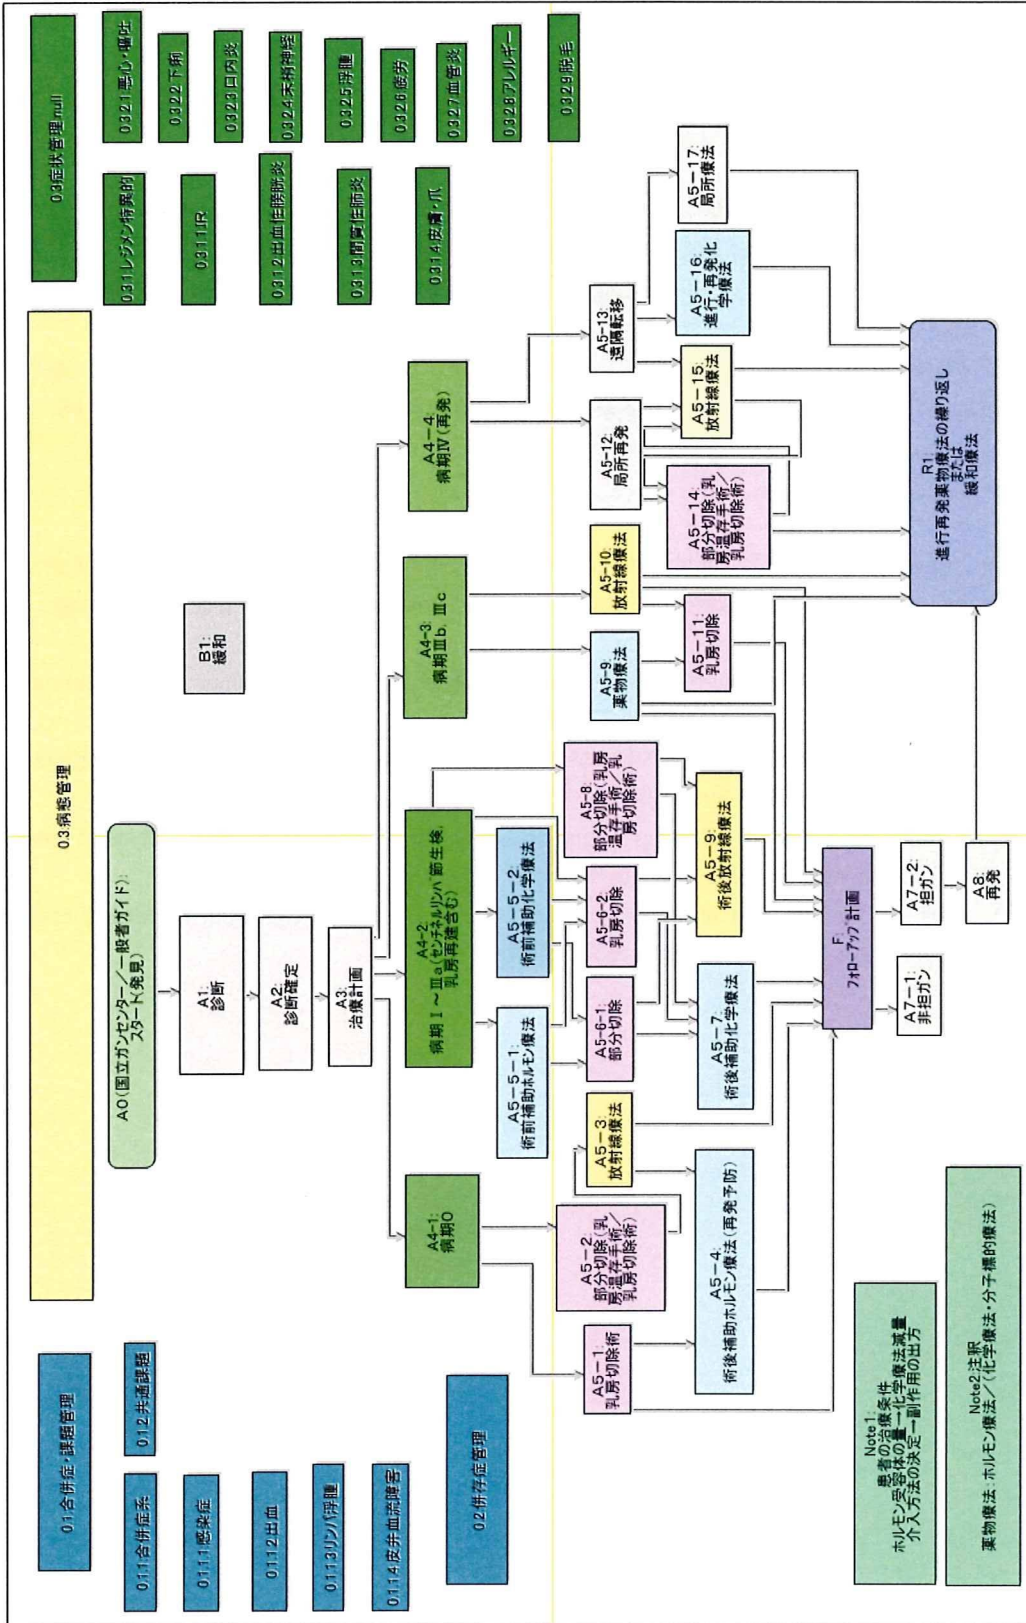 0.1.合併症・課題管理
0.1.1合併症系
0.1.2共通課題
0.1.1.1感染症
0.1.1.2出血
0.1.1.3リンパ浮腫
0.1.1.4皮弁血流障害
0.2.併存症管理
0.3.病態管理
A0(国立ガンセンター/一般者ガイド):
スタート(発見)
A1:
診断
A2:
診断確定
A3:
治療計画
B1:
緩和
A4-1:
病期0
A4-2:
病期Ⅰ~Ⅲa(センチネルリンパ節生検,
乳房再建含む)
A4-3:
病期Ⅲb, Ⅲc
A4-4:
病期Ⅳ(再発)
A5-5-1:
術前補助ホルモン療法
A5-5-2:
術前補助化学療法
A5-1:
乳房切除術
A5-2:
部分切除(乳
房温存手術/
乳房切除術)
A5-3:
放射線療法
A5-6-1:
部分切除
A5-6-2:
乳房切除
A5-8:
部分切除(乳房
温存手術/乳
房切除術)
A5-9:
薬物療法
A5-10:
放射線療法
A5-12:
局所再発
A5-13:
遠隔転移
A5-4:
術後補助ホルモン療法(再発予防)
A5-7:
術後補助化学療法
A5-9:
術後放射線療法
A5-11:
乳房切除
A5-14:
部分切除(乳
房温存手術/
乳房切除術)
A5-15:
放射線療法
A5-16:
進行・再発化
学療法
A5-17:
局所療法
F:
フォローアップ計画
R1:
進行再発薬物療法の繰り返し
または
緩和療法
A7-1:
非担ガン
A7-2:
担ガン
A8:
再発
Note1:
患者の治療条件
ホルモン受容体の量→化学療法減量
介入方法の決定→副作用の出方
Note2:注釈
薬物療法:ホルモン療法/(化学療法・分子標的療法)
0.3症状管理null
0.3.1レジメン特異的
0.3.1.1IR
0.3.1.2出血性膀胱炎
0.3.1.3間質性肺炎
0.3.1.4皮膚・爪
0.3.2.1悪心・嘔吐
0.3.2.2下痢
0.3.2.3口内炎
0.3.2.4末梢神経
0.3.2.5浮腫
0.3.2.6疲労
0.3.2.7血管炎
0.3.2.8アレルギー
0.3.2.9脱毛